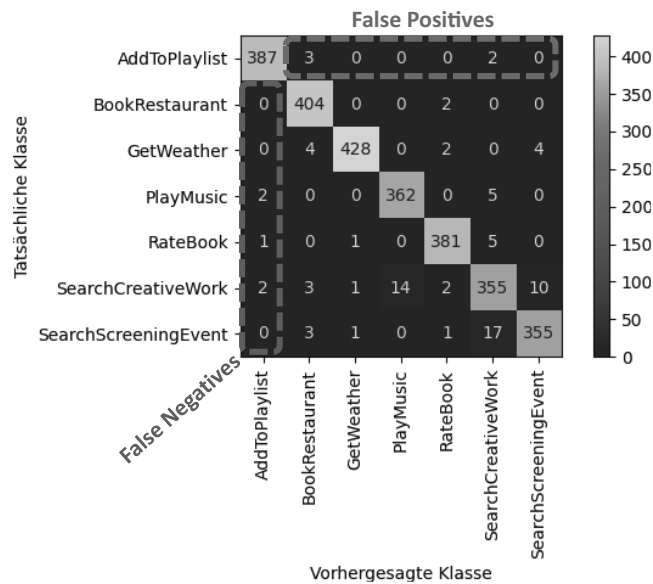 False Positives
AddToPlaylist 387 3 0 0 0 2 0
BookRestaurant 0 404 0 0 2 0 0
GetWeather 0 4 428 0 2 0 4
PlayMusic 2 0 0 362 0 5 0
RateBook 1 0 1 0 381 5 0
SearchCreativeWork 2 3 1 14 2 355 10
SearchScreeningEvent 0 3 1 0 1 17 355
Tatsächliche Klasse
False Negatives
AddToPlaylist
BookRestaurant
GetWeather
PlayMusic
RateBook
SearchCreativeWork
SearchScreeningEvent
Vorhergesagte Klasse
400
350
300
250
200
150
100
50
0